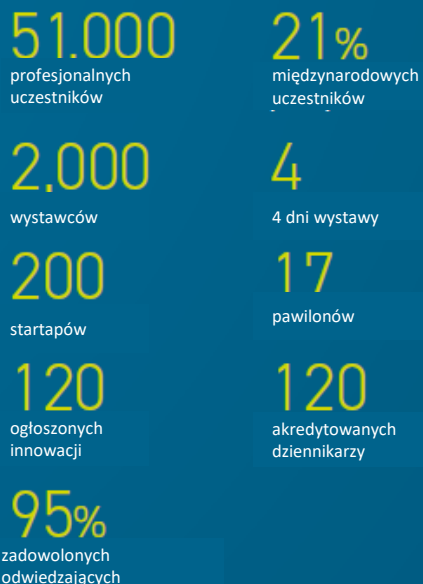 51.000
profesjonalnych
uczestników
21%
międzynarodowych
uczestników
2.000
wystawców
4
4 dni wystawy
200
startapów
17
pawilonów
120
ogłoszonych
innowacji
120
akredytowanych
dziennikarzy
95%
zadowolonych
odwiedzających